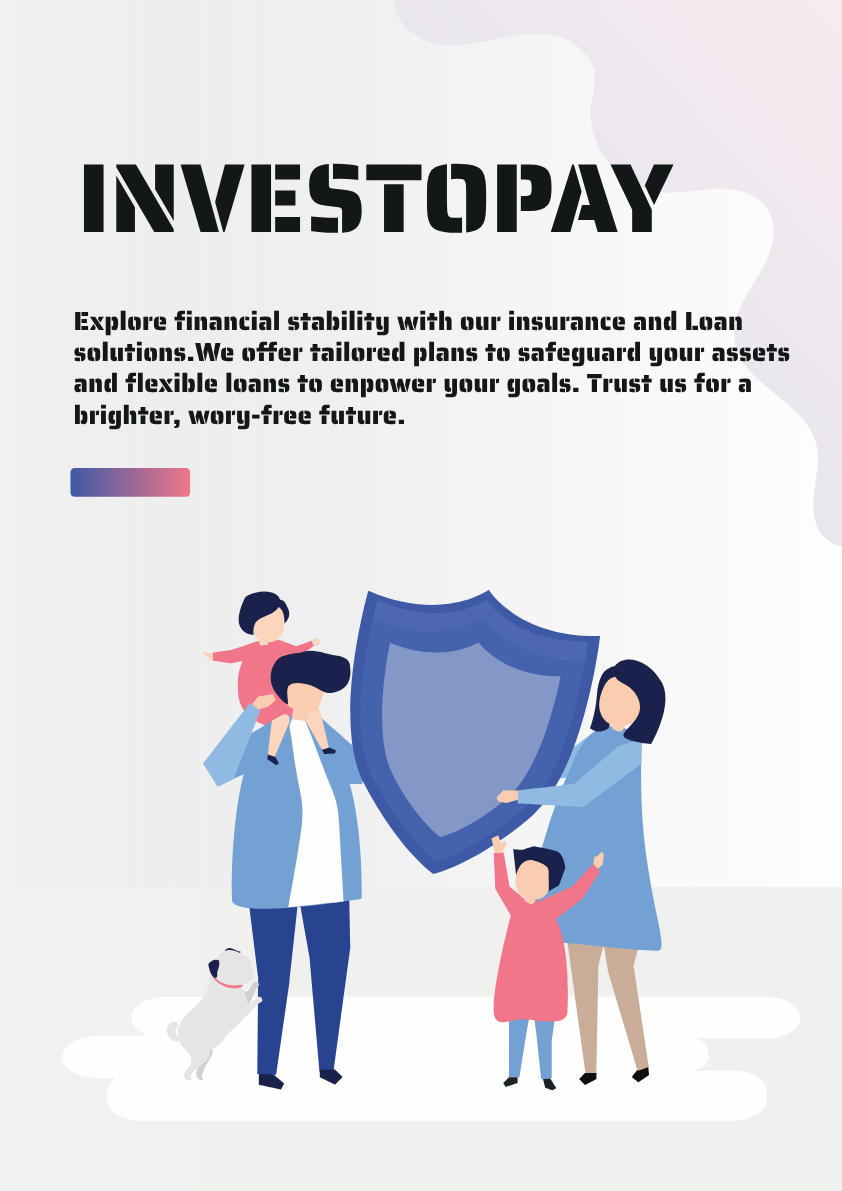 INVESTOPAY
Explore financial stability with our insurance and Loan
solutions.We offer tailored plans to safeguard your assets
and flexible loans to enpower your goals. Trust us for a
brighter, wory-free future.